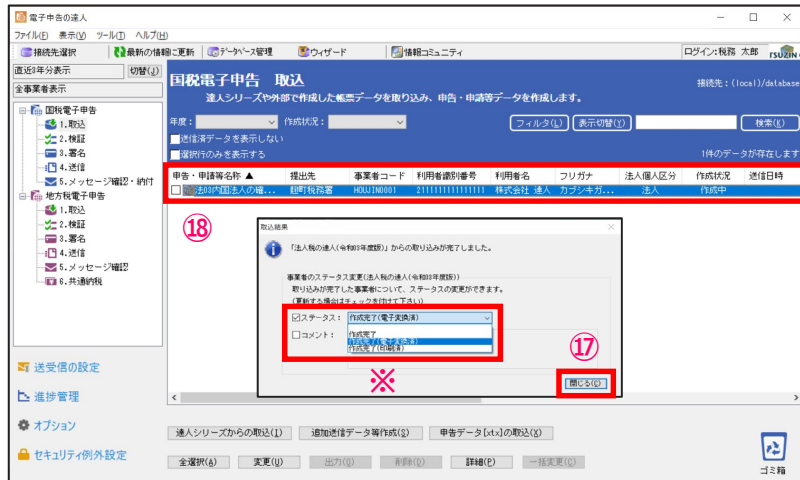 電子申告の達人
ファイル(F) 表示(V) ツール(T) ヘルプ(H)
接続先選択 最新の情報に更新 データベース管理 ウィザード 情報コミュニティ ログイン:税務 太郎
直近3年分表示 切替(J)
全事業者表示
国税電子申告
1.取込
2.検証
3.署名
4.送信
5.メッセージ確認・納付
地方税電子申告
1.取込
2.検証
3.署名
4.送信
5.メッセージ確認
6.共通納税
送受信の設定
進捗管理
オプション
セキュリティ例外設定
国税電子申告 取込
接続先:(local)/database
達人シリーズや外部で作成した帳票データを取り込み、申告・申請等データを作成します。
年度: 作成状況: フィルタ(L) 表示切替(Y) 検索(K)
送信済データを表示しない
選択行のみを表示する 1件のデータが存在します
申告・申請等名称 ▲ 提出先 事業者コード 利用者識別番号 利用者名 フリガナ 法人個人区分 作成状況 送信日時
法03内国法人の確... 麹町税務署 HOUJIN0001 2111111111111111 株式会社 達人 カブシキガ... 法人 作成中
⑱
取込結果
「法人税の達人(令和03年度版)」からの取り込みが完了しました。
事業者のステータス変更(法人税の達人(令和03年度版))
取り込みが完了した事業者について、ステータスの変更ができます。
(更新する場合はチェックを付けて下さい)
ステータス: 作成完了(電子変換済)
コメント: 作成完了
作成完了(電子変換済)
作成完了(印刷済)
⑰
※
閉じる(C)
達人シリーズからの取込(I) 追加送信データ等作成(S) 申告データ[xtx]の取込(X)
全選択(A) 変更(U) 出力(O) 削除(D) 詳細(P) 一括変更(C)
ゴミ箱